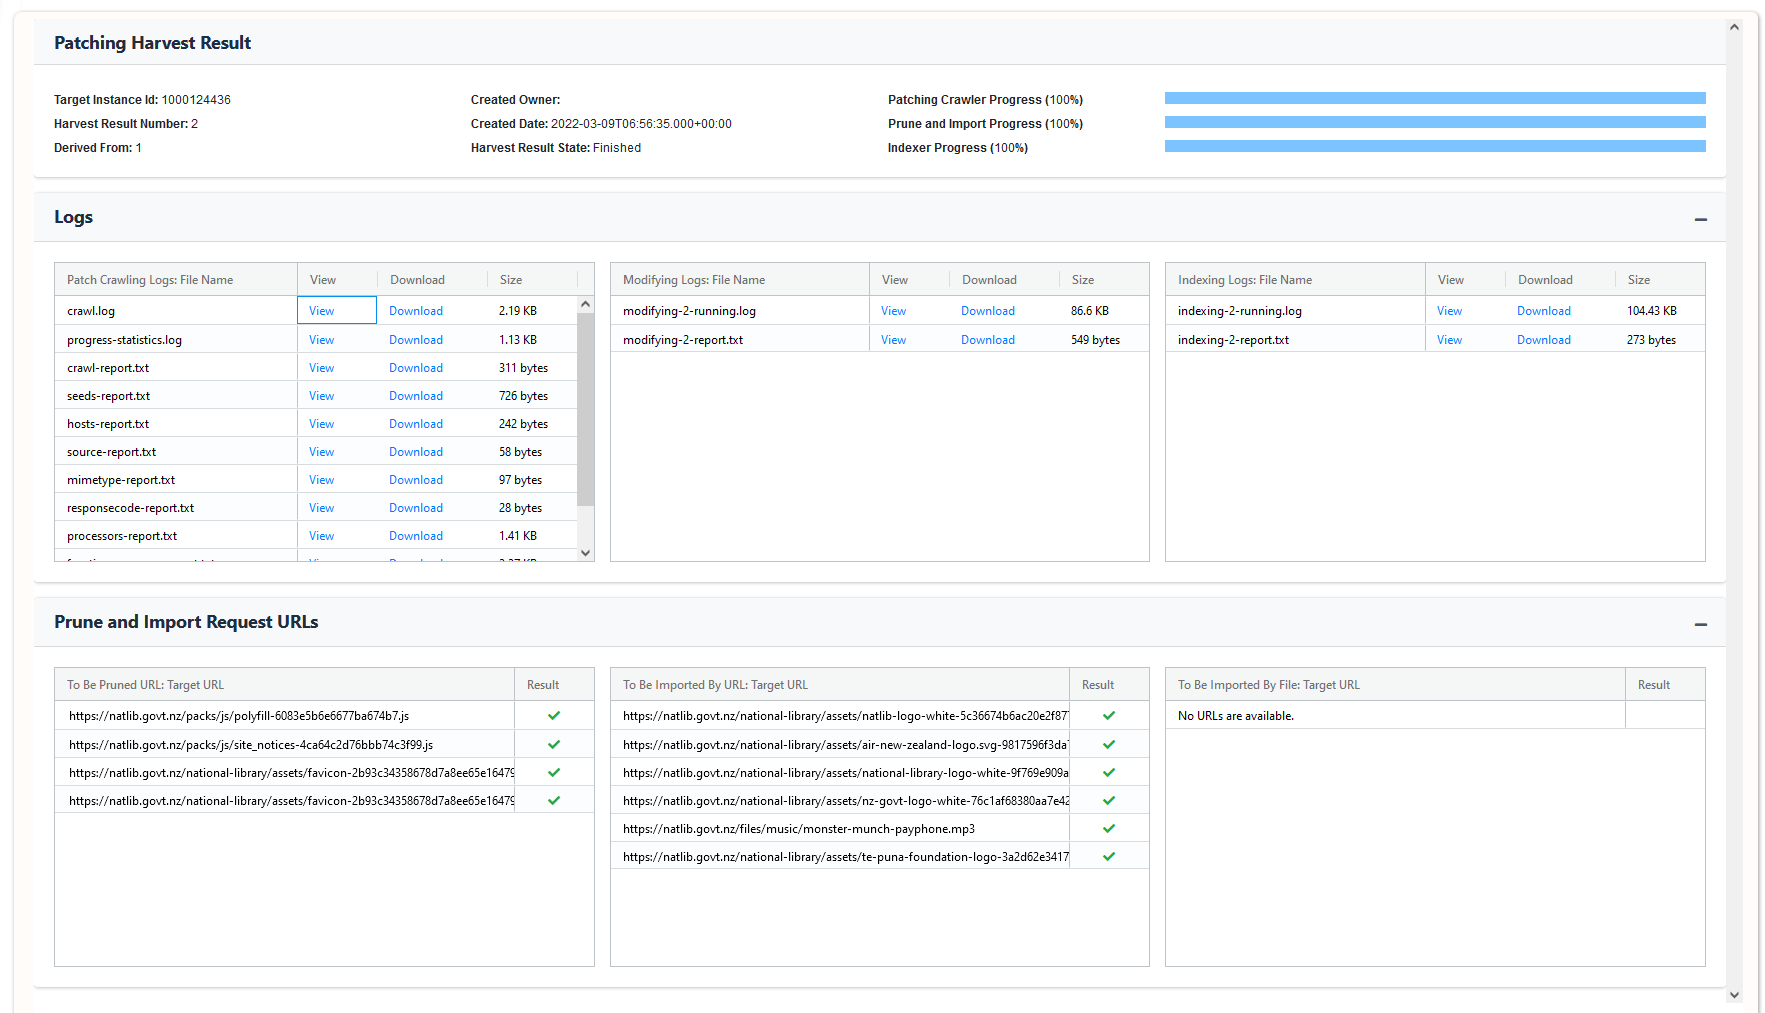 Patching Harvest Result
Target Instance Id: 1000124436
Created Owner:
Patching Crawler Progress (100%)
Harvest Result Number: 2
Created Date: 2022-03-09T06:56:35.000+00:00
Prune and Import Progress (100%)
Derived From: 1
Harvest Result State: Finished
Indexer Progress (100%)
Logs
Patch Crawling Logs: File Name View Download Size
crawl.log View Download 2.19 KB
progress-statistics.log View Download 1.13 KB
crawl-report.txt View Download 311 bytes
seeds-report.txt View Download 726 bytes
hosts-report.txt View Download 242 bytes
source-report.txt View Download 58 bytes
mimetype-report.txt View Download 97 bytes
responsecode-report.txt View Download 28 bytes
processors-report.txt View Download 1.41 KB
Modifying Logs: File Name View Download Size
modifying-2-running.log View Download 86.6 KB
modifying-2-report.txt View Download 549 bytes
Indexing Logs: File Name View Download Size
indexing-2-running.log View Download 104.43 KB
indexing-2-report.txt View Download 273 bytes
Prune and Import Request URLs
To Be Pruned URL: Target URL Result
https://natlib.govt.nz/packs/js/polyfill-6083e5b6e6677ba674b7.js
https://natlib.govt.nz/packs/js/site_notices-4ca64c2d76bbb74c3f99.js
https://natlib.govt.nz/national-library/assets/favicon-2b93c34358678d7a8ee65e16479
https://natlib.govt.nz/national-library/assets/favicon-2b93c34358678d7a8ee65e16479
To Be Imported By URL: Target URL Result
https://natlib.govt.nz/national-library/assets/natlib-logo-white-5c36674b6ac20e2f877
https://natlib.govt.nz/national-library/assets/air-new-zealand-logo.svg-9817596f3da7
https://natlib.govt.nz/national-library/assets/national-library-logo-white-9f769e909a
https://natlib.govt.nz/national-library/assets/nz-govt-logo-white-76c1af68380aa7e42
https://natlib.govt.nz/files/music/monster-munch-payphone.mp3
https://natlib.govt.nz/national-library/assets/te-puna-foundation-logo-3a2d62e3417
To Be Imported By File: Target URL Result
No URLs are available.